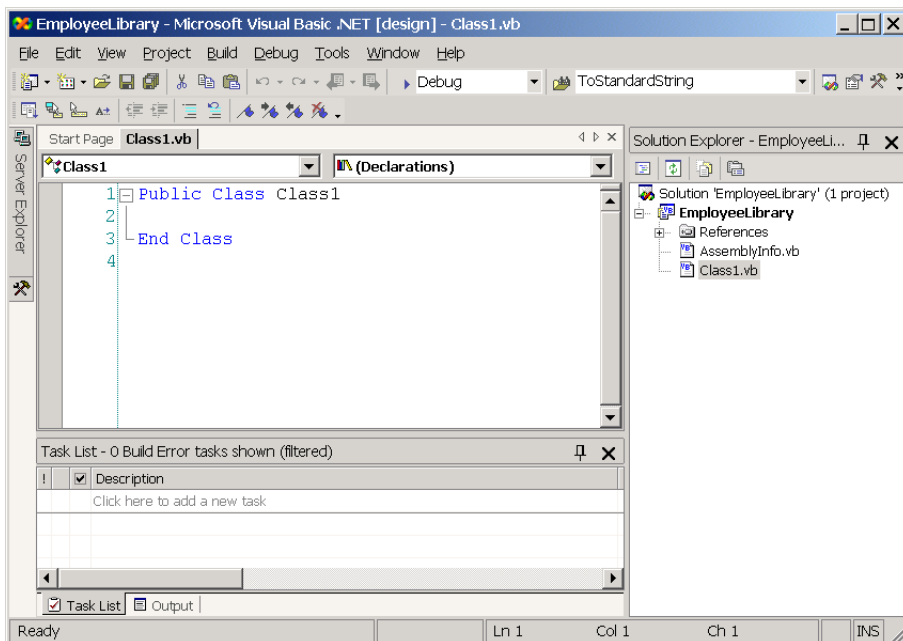 EmployeeLibrary - Microsoft Visual Basic .NET [design] - Class1.vb
File Edit View Project Build Debug Tools Window Help
Debug ToStandardString
Server Explorer
Start Page Class1.vb
Class1 (Declarations)
1 Public Class Class1
2
3 End Class
4
Solution Explorer - EmployeeLi...
Solution 'EmployeeLibrary' (1 project)
EmployeeLibrary
References
AssemblyInfo.vb
Class1.vb
Task List - 0 Build Error tasks shown (filtered)
! Description
Click here to add a new task
Task List Output
Ready Ln 1 Col 1 Ch 1 INS